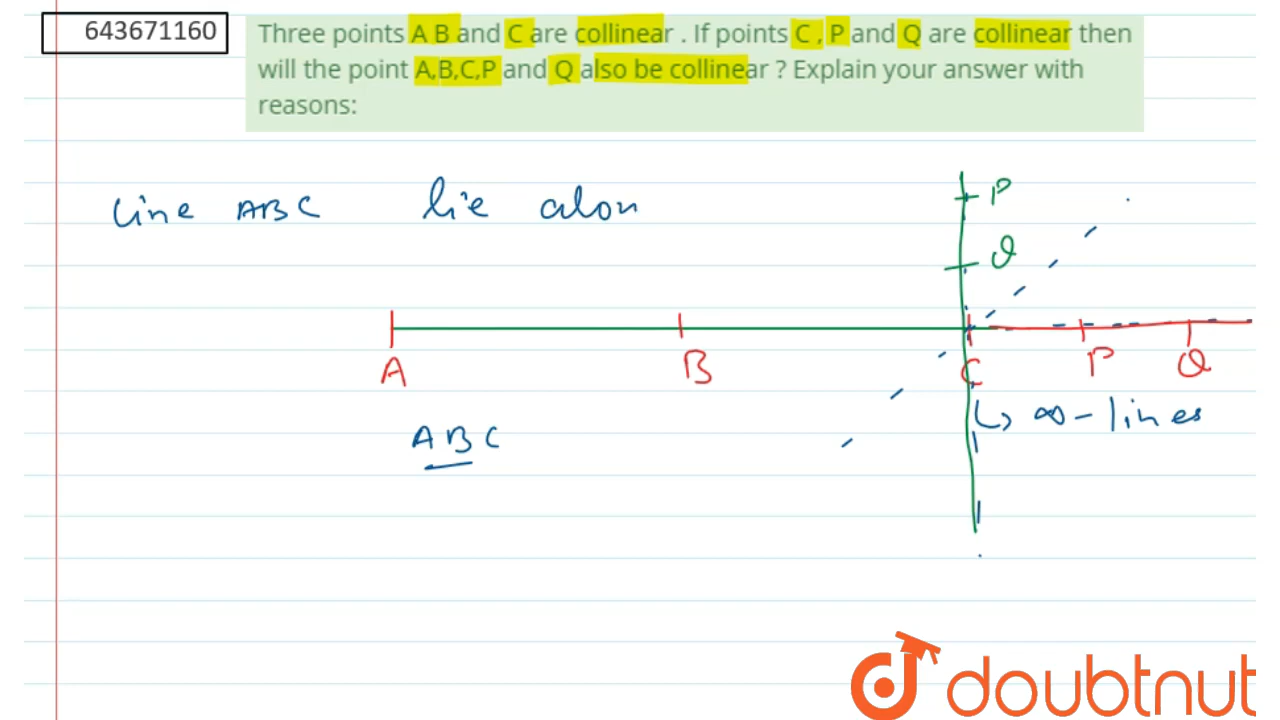 643671160
Three points A B and C are collinear . If points C , P and Q are collinear then
will the point A,B,C,P and Q also be collinear ? Explain your answer with
reasons:
P
Line ABC lie alon
Q
A B C P Q
↳ ∞-lines
A B C
doubtnut